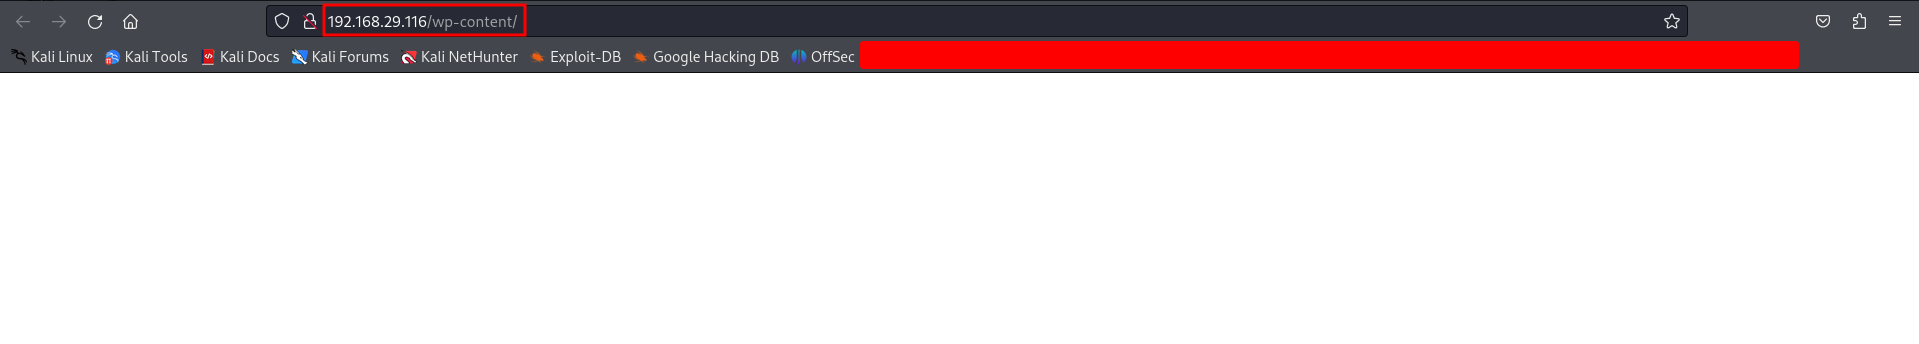 192.168.29.116/wp-content/
Kali Linux Kali Tools Kali Docs Kali Forums Kali NetHunter Exploit-DB Google Hacking DB OffSec